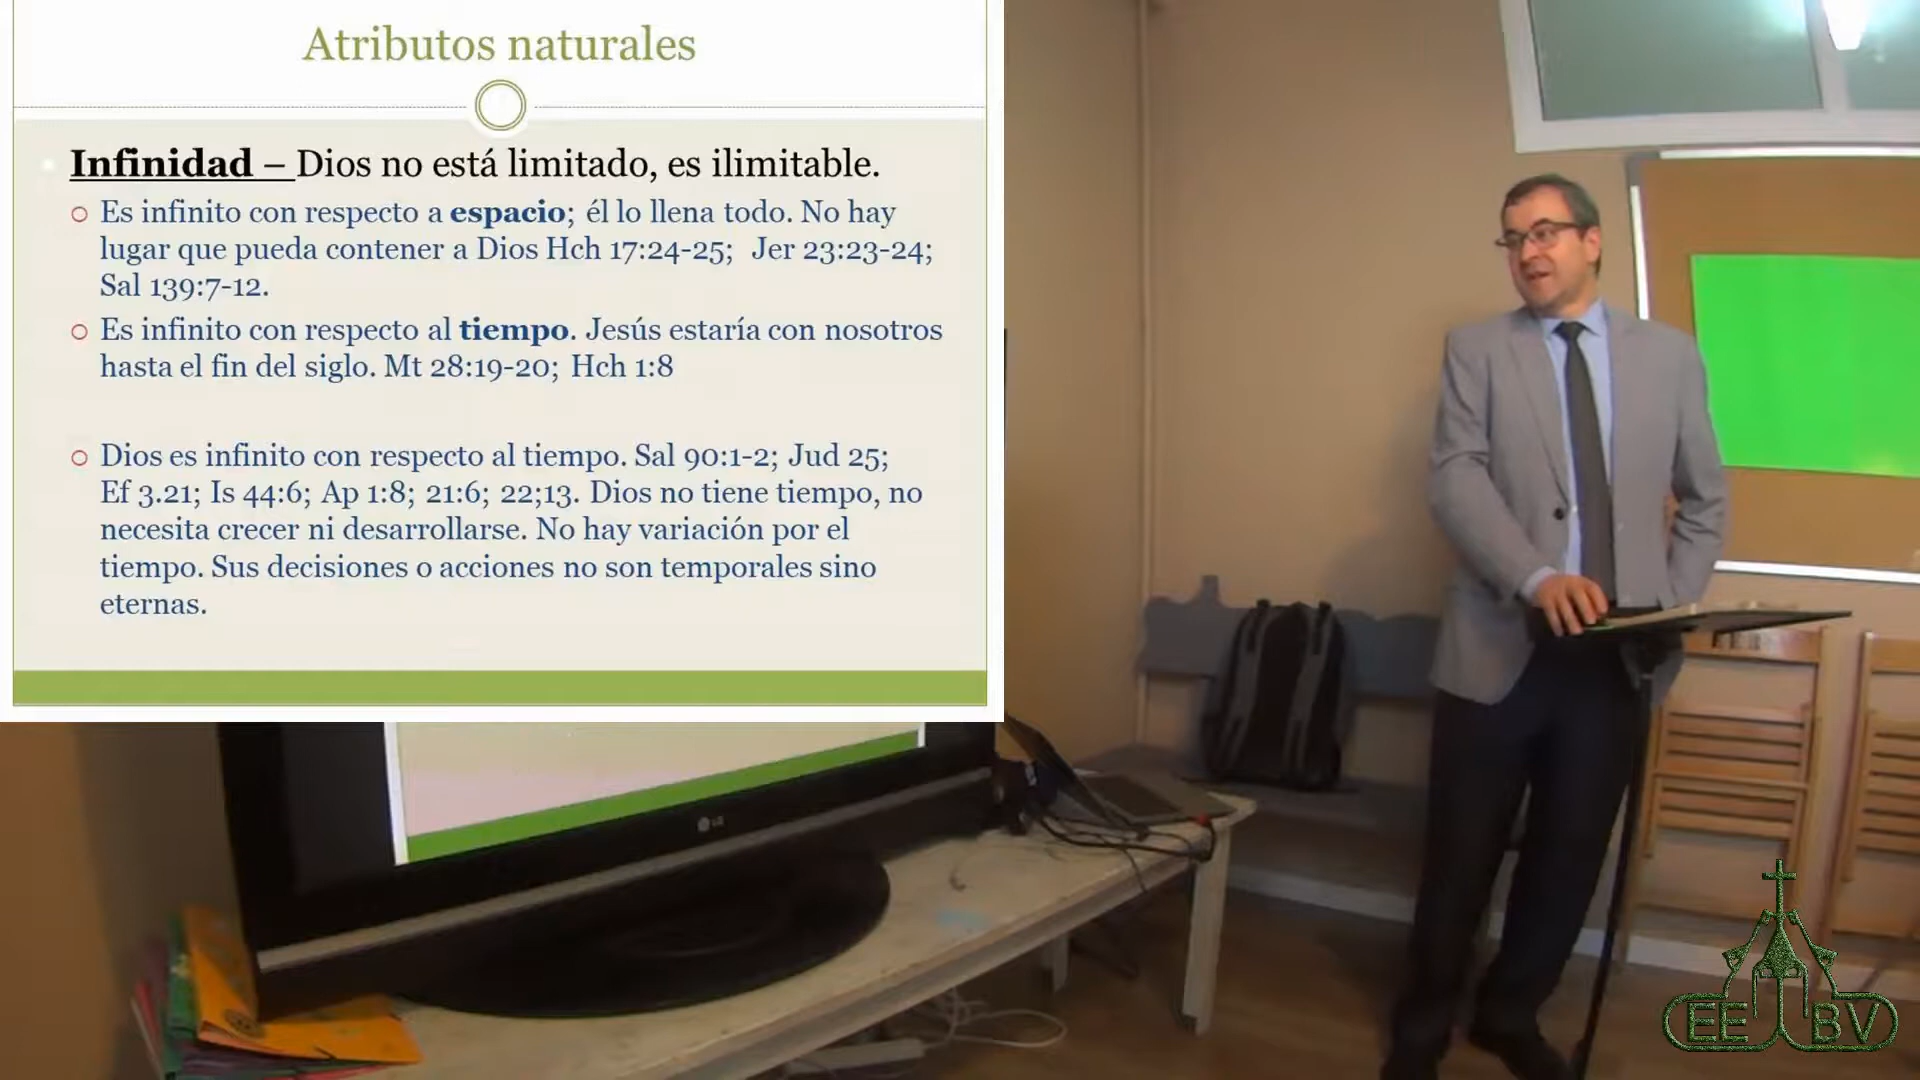 Atributos naturales
Infinidad – Dios no está limitado, es ilimitable.
Es infinito con respecto a espacio; él lo llena todo. No hay
lugar que pueda contener a Dios Hch 17:24-25; Jer 23:23-24;
Sal 139:7-12.
Es infinito con respecto al tiempo. Jesús estaría con nosotros
hasta el fin del siglo. Mt 28:19-20; Hch 1:8
Dios es infinito con respecto al tiempo. Sal 90:1-2; Jud 25;
Ef 3.21; Is 44:6; Ap 1:8; 21:6; 22;13. Dios no tiene tiempo, no
necesita crecer ni desarrollarse. No hay variación por el
tiempo. Sus decisiones o acciones no son temporales sino
eternas.
LG
EE BV